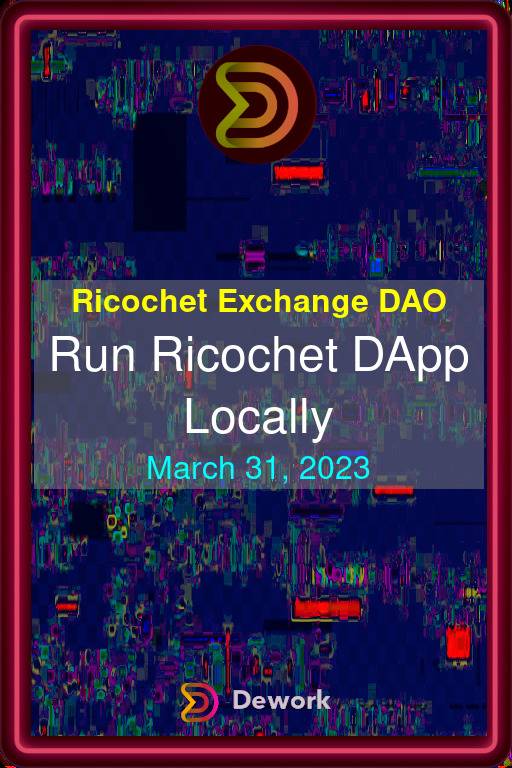 Ricochet Exchange DAO
Run Ricochet DApp
Locally
March 31, 2023
Dework